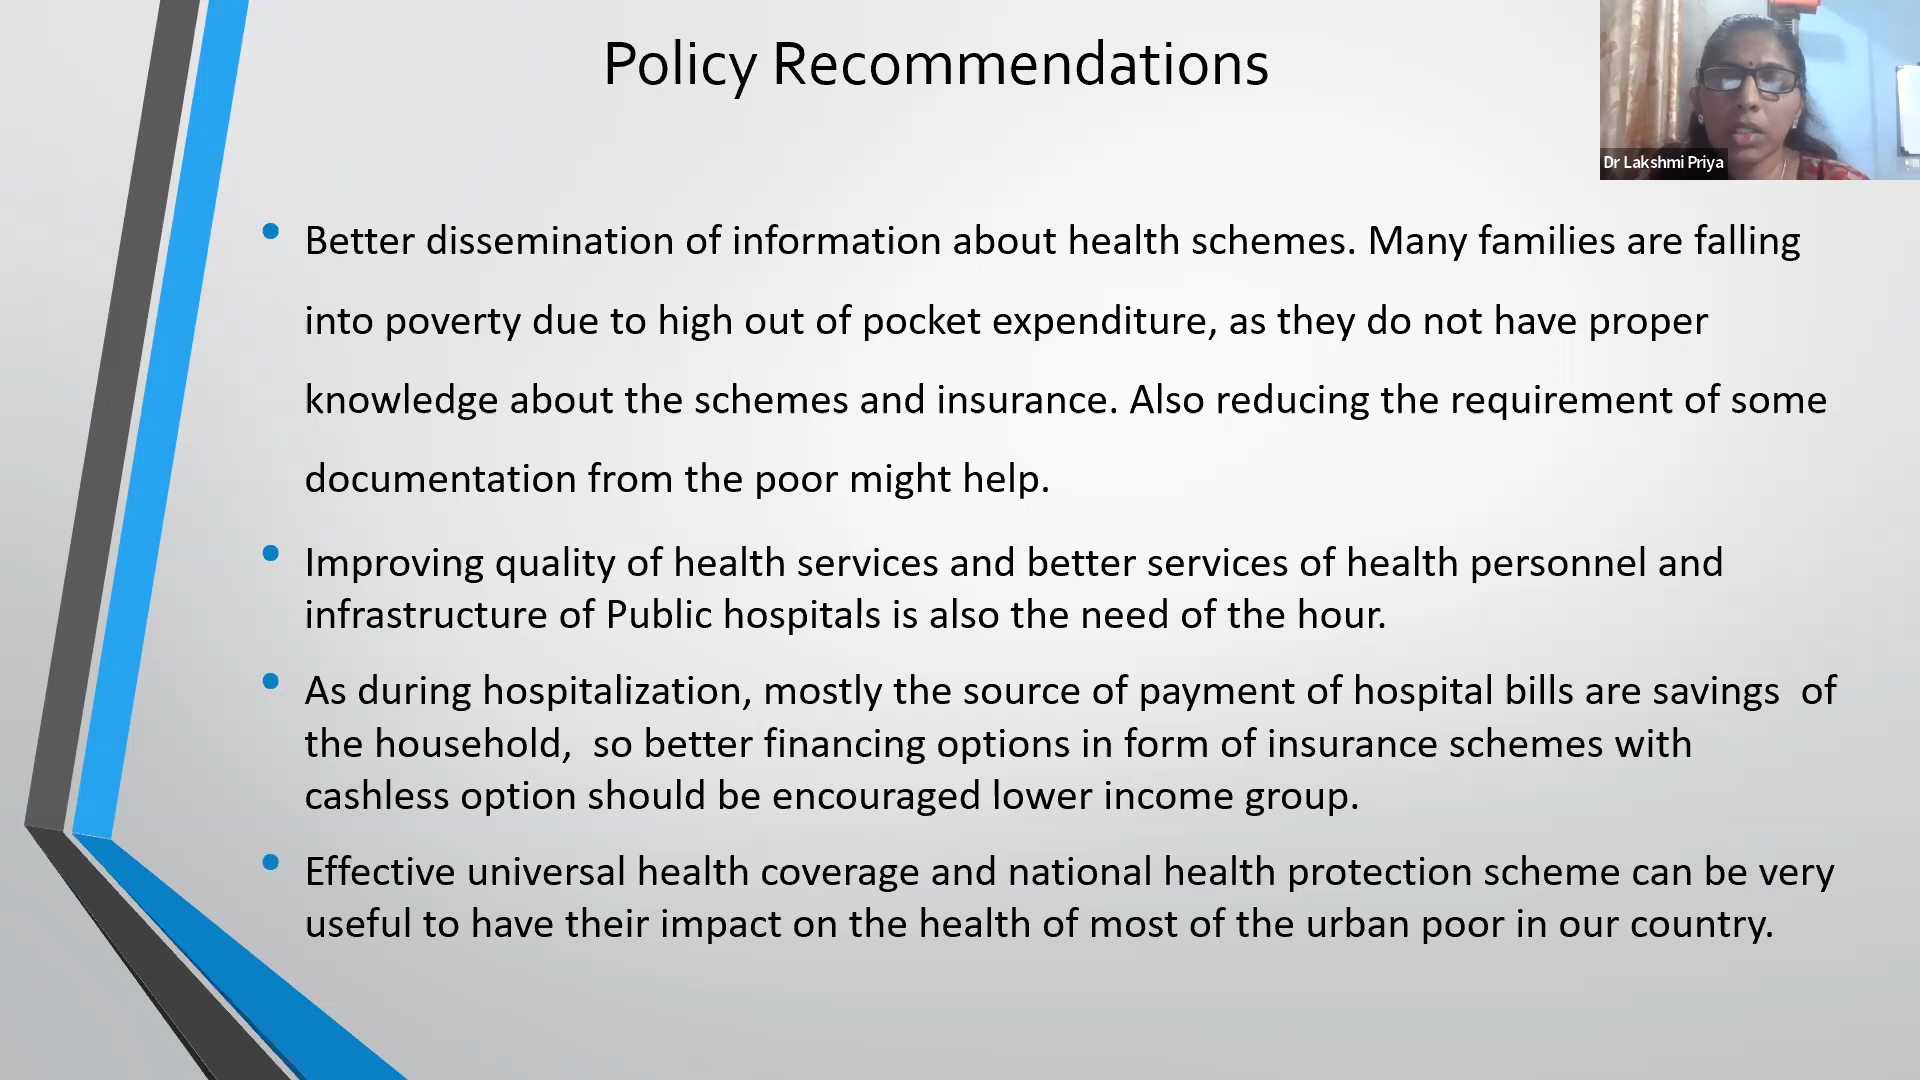 Policy Recommendations
Dr Lakshmi Priya
• Better dissemination of information about health schemes. Many families are falling
into poverty due to high out of pocket expenditure, as they do not have proper
knowledge about the schemes and insurance. Also reducing the requirement of some
documentation from the poor might help.
• Improving quality of health services and better services of health personnel and
infrastructure of Public hospitals is also the need of the hour.
• As during hospitalization, mostly the source of payment of hospital bills are savings  of
the household,  so better financing options in form of insurance schemes with
cashless option should be encouraged lower income group.
• Effective universal health coverage and national health protection scheme can be very
useful to have their impact on the health of most of the urban poor in our country.